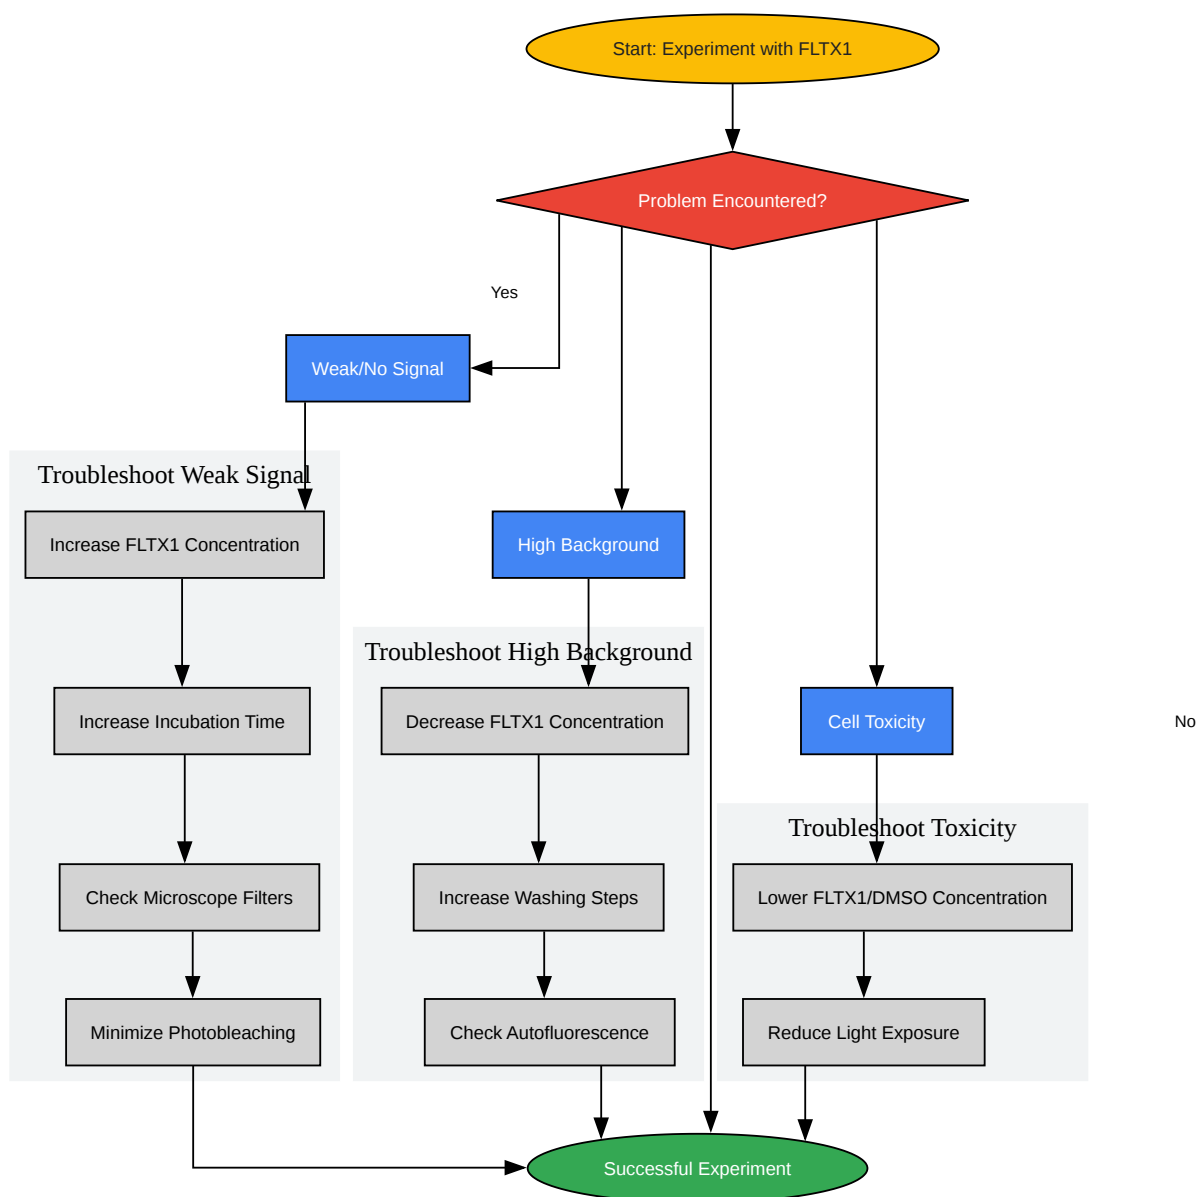 Start: Experiment with FLTX1
Problem Encountered?
Yes
Weak/No Signal
Troubleshoot Weak Signal
Increase FLTX1 Concentration
High Background
Troubleshoot High Background
Increase Incubation Time
Decrease FLTX1 Concentration
Cell Toxicity
No
Troubleshoot Toxicity
Check Microscope Filters
Increase Washing Steps
Lower FLTX1/DMSO Concentration
Minimize Photobleaching
Check Autofluorescence
Reduce Light Exposure
Successful Experiment